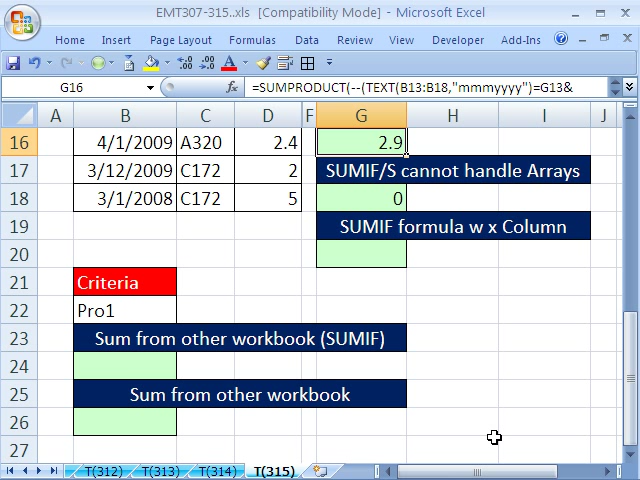 EMT307-315..xls [Compatibility Mode] - Microsoft Excel
Home Insert Page Layout Formulas Data Review View Developer Add-Ins
G16 fx =SUMPRODUCT(--(TEXT(B13:B18,"mmmyyyy")=G13&
A B C D F G H I J
16 4/1/2009 A320 2.4 2.9
17 3/12/2009 C172 2 SUMIF/S cannot handle Arrays
18 3/1/2008 C172 5 0
19 SUMIF formula w x Column
20
21 Criteria
22 Pro1
23 Sum from other workbook (SUMIF)
24
25 Sum from other workbook
26
27
T(312) T(313) T(314) T(315)